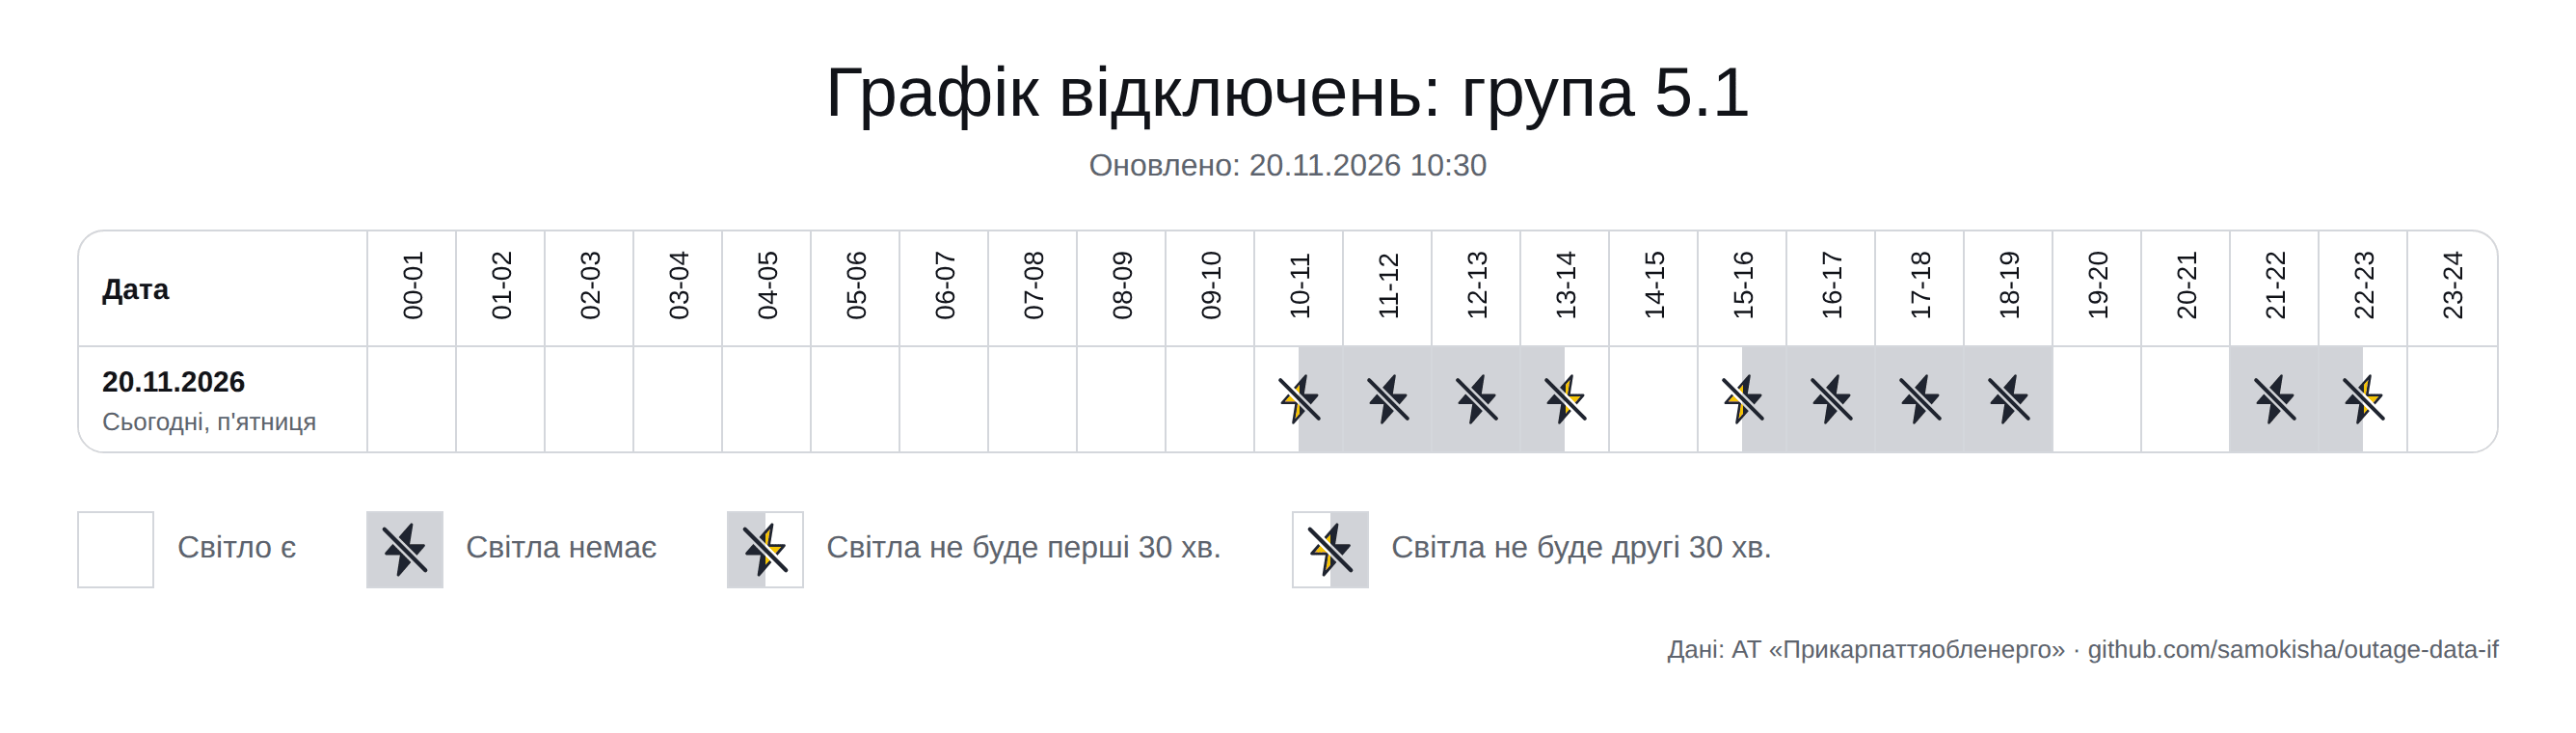 Графік відключень: група 5.1
Оновлено: 20.11.2026 10:30
Дата 00-01 01-02 02-03 03-04 04-05 05-06 06-07 07-08 08-09 09-10 10-11 11-12 12-13 13-14 14-15 15-16 16-17 17-18 18-19 19-20 20-21 21-22 22-23 23-24
20.11.2026
Сьогодні, п'ятниця
Світло є Світла немає Світла не буде перші 30 хв. Світла не буде другі 30 хв.
Дані: АТ «Прикарпаттяобленерго» · github.com/samokisha/outage-data-if